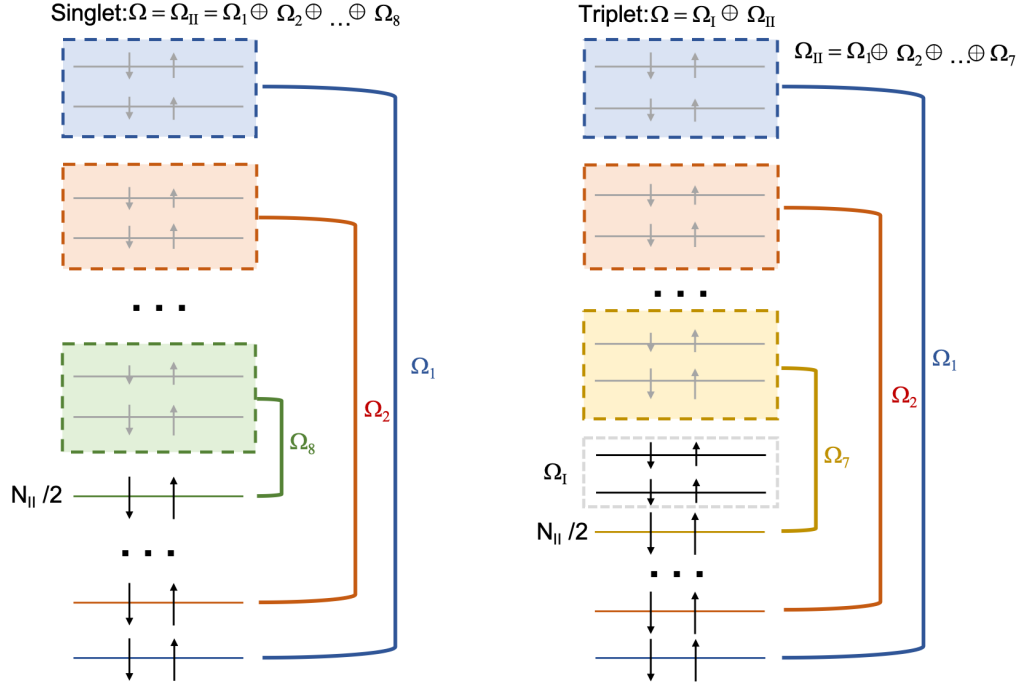 Singlet: Ω = Ω_II = Ω_1 ⊕ Ω_2 ⊕ ... ⊕ Ω_8
Ω_1
Ω_2
Ω_8
N_II /2
Triplet: Ω = Ω_I ⊕ Ω_II
Ω_II = Ω_1 ⊕ Ω_2 ⊕ ... ⊕ Ω_7
Ω_1
Ω_2
Ω_7
Ω_I
N_II /2